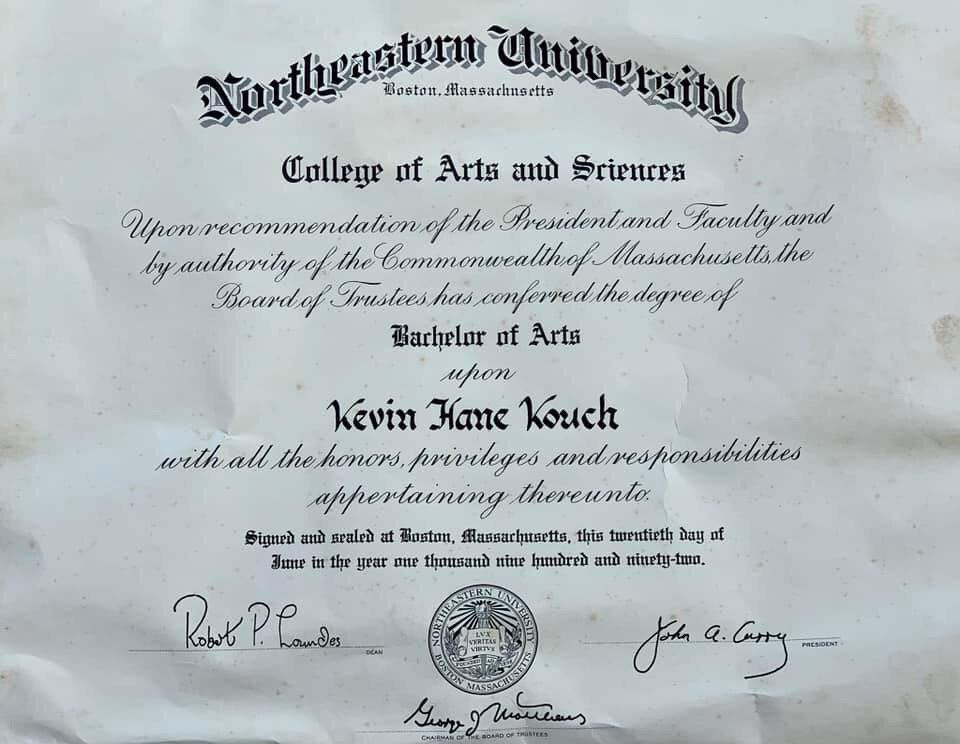 Northeastern University
Boston, Massachusetts
College of Arts and Sciences
Upon recommendation of the President and Faculty and
by authority of the Commonwealth of Massachusetts, the
Board of Trustees has conferred the degree of
Bachelor of Arts
upon
Kevin Hane Kouch
with all the honors, privileges and responsibilities
appertaining thereunto.
Signed and sealed at Boston, Massachusetts, this twentieth day of
June in the year one thousand nine hundred and ninety-two.
Robert P. Lowndes
DEAN
NORTHEASTERN UNIVERSITY
LVX
VERITAS
VIRTVS
BOSTON MASSACHUSETTS
John A. Curry
PRESIDENT
George J.
CHAIRMAN OF THE BOARD OF TRUSTEES